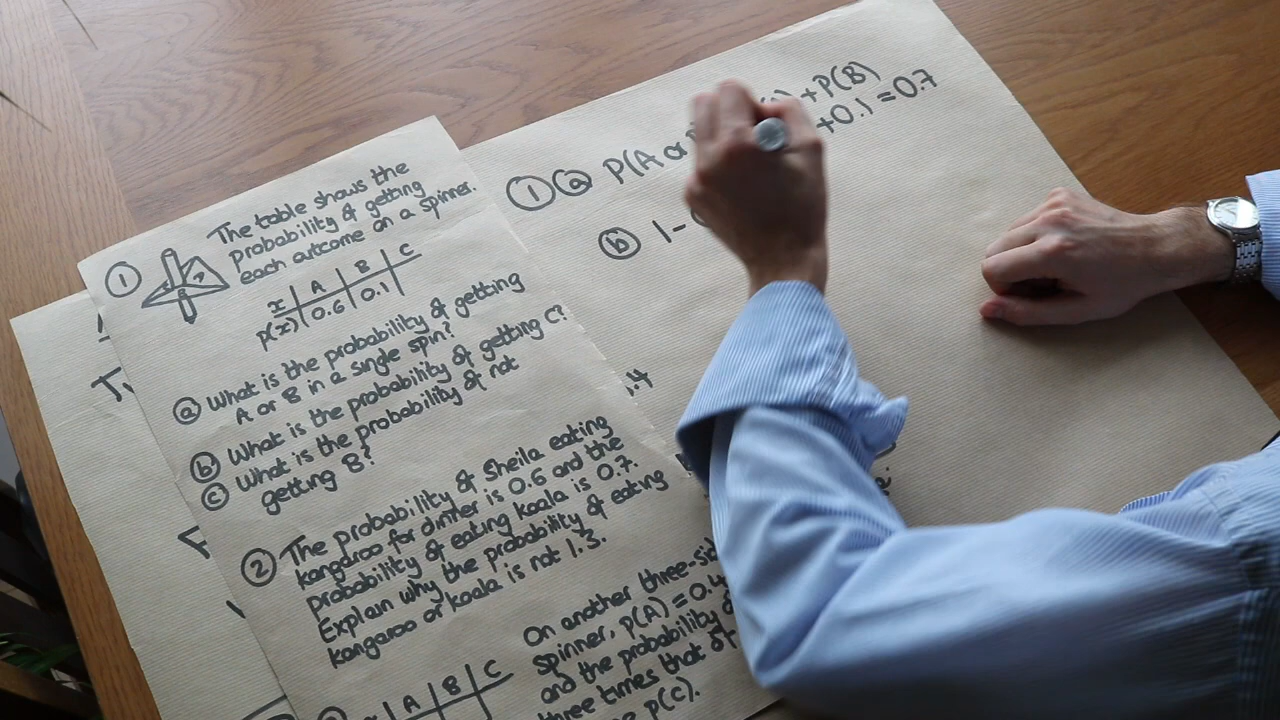 ① The table shows the
probability of getting
each outcome on a spinner.
x | A | B | C
p(x) | 0.6 | 0.1 |
ⓐ What is the probability of getting
A or B in a single spin?
ⓑ What is the probability of getting C?
ⓒ What is the probability of not
getting B?
② The probability of Sheila eating
kangaroo for dinner is 0.6 and the
probability of eating koala is 0.7.
Explain why the probability of eating
kangaroo or koala is not 1.3.
On another three-
spinner, p(A) = 0.4
and the probability
three times that of
p(C).
A | B | C
① ⓐ P(A or + P(B)
+ 0.1 = 0.7
ⓑ 1 -
.4